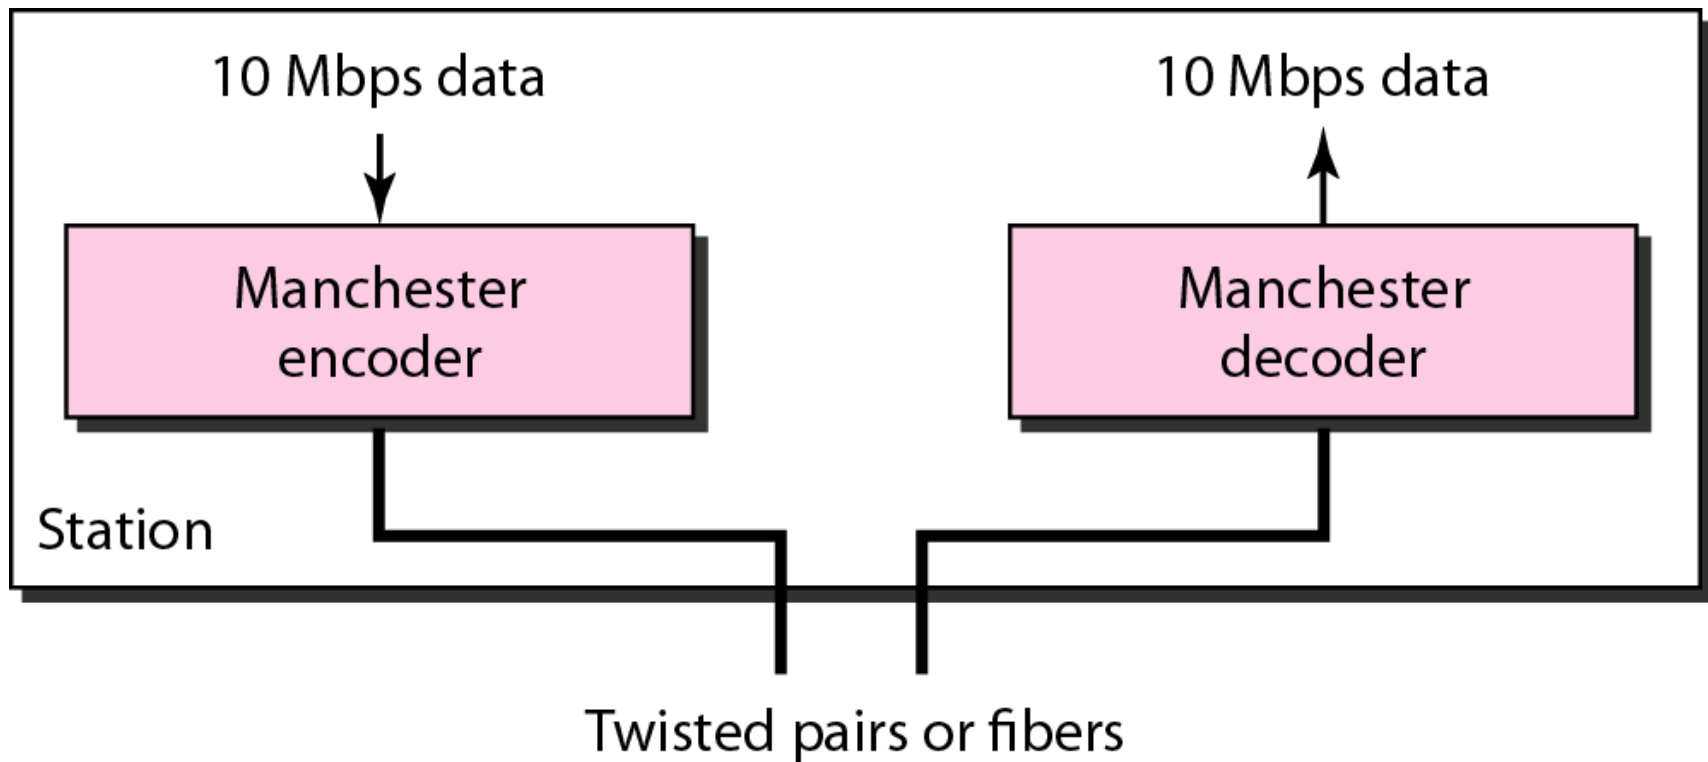 10 Mbps data
10 Mbps data
Manchester
encoder
Manchester
decoder
Station
Twisted pairs or fibers